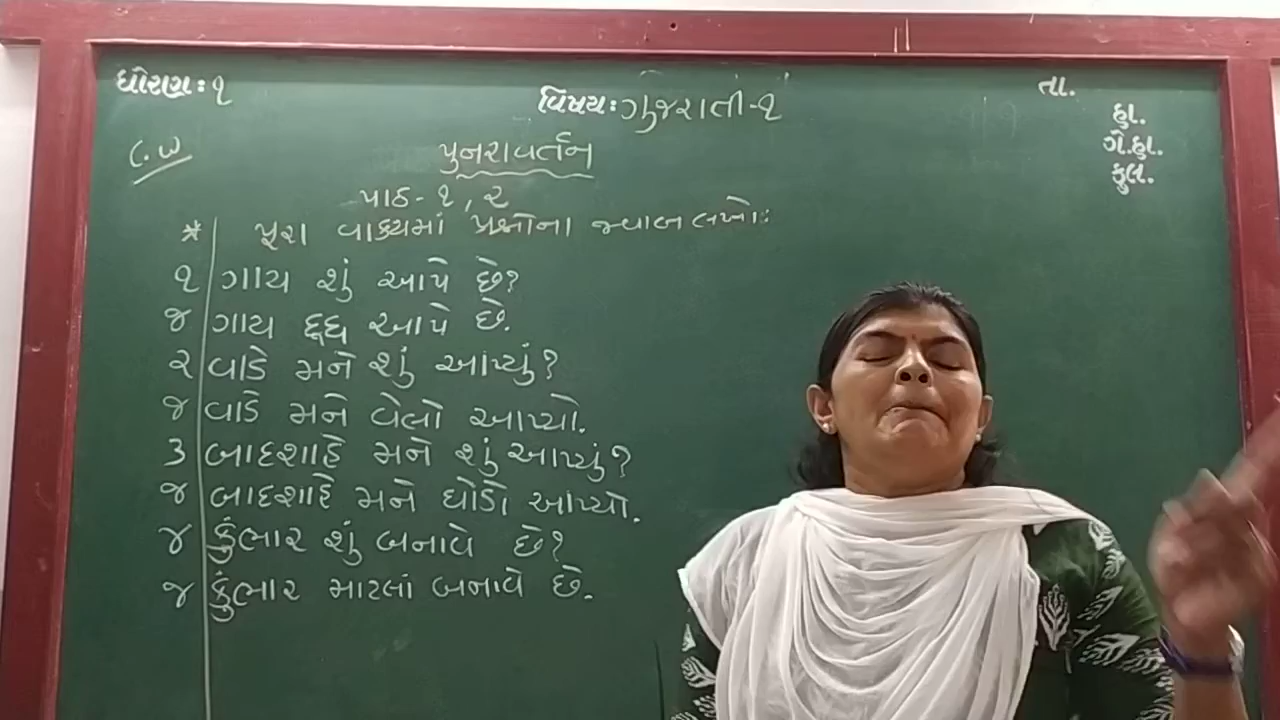 ધોરણ: ૧
વિષય: ગુજરાતી-૧
તા.
હા.
ગે.હા.
કુલ.
C.W
પુનરાવર્તન
પાઠ - ૧, ૨
* પૂરા વાક્યમાં પ્રશ્નોના જવાબ લખો:
૧ ગાય શું આપે છે?
જ ગાય દૂધ આપે છે.
૨ વાડે મને શું આપ્યું?
જ વાડે મને વેલો આપ્યો.
૩ બાદશાહે મને શું આપ્યું?
જ બાદશાહે મને ઘોડો આપ્યો.
૪ કુંભાર શું બનાવે છે?
જ કુંભાર માટલાં બનાવે છે.